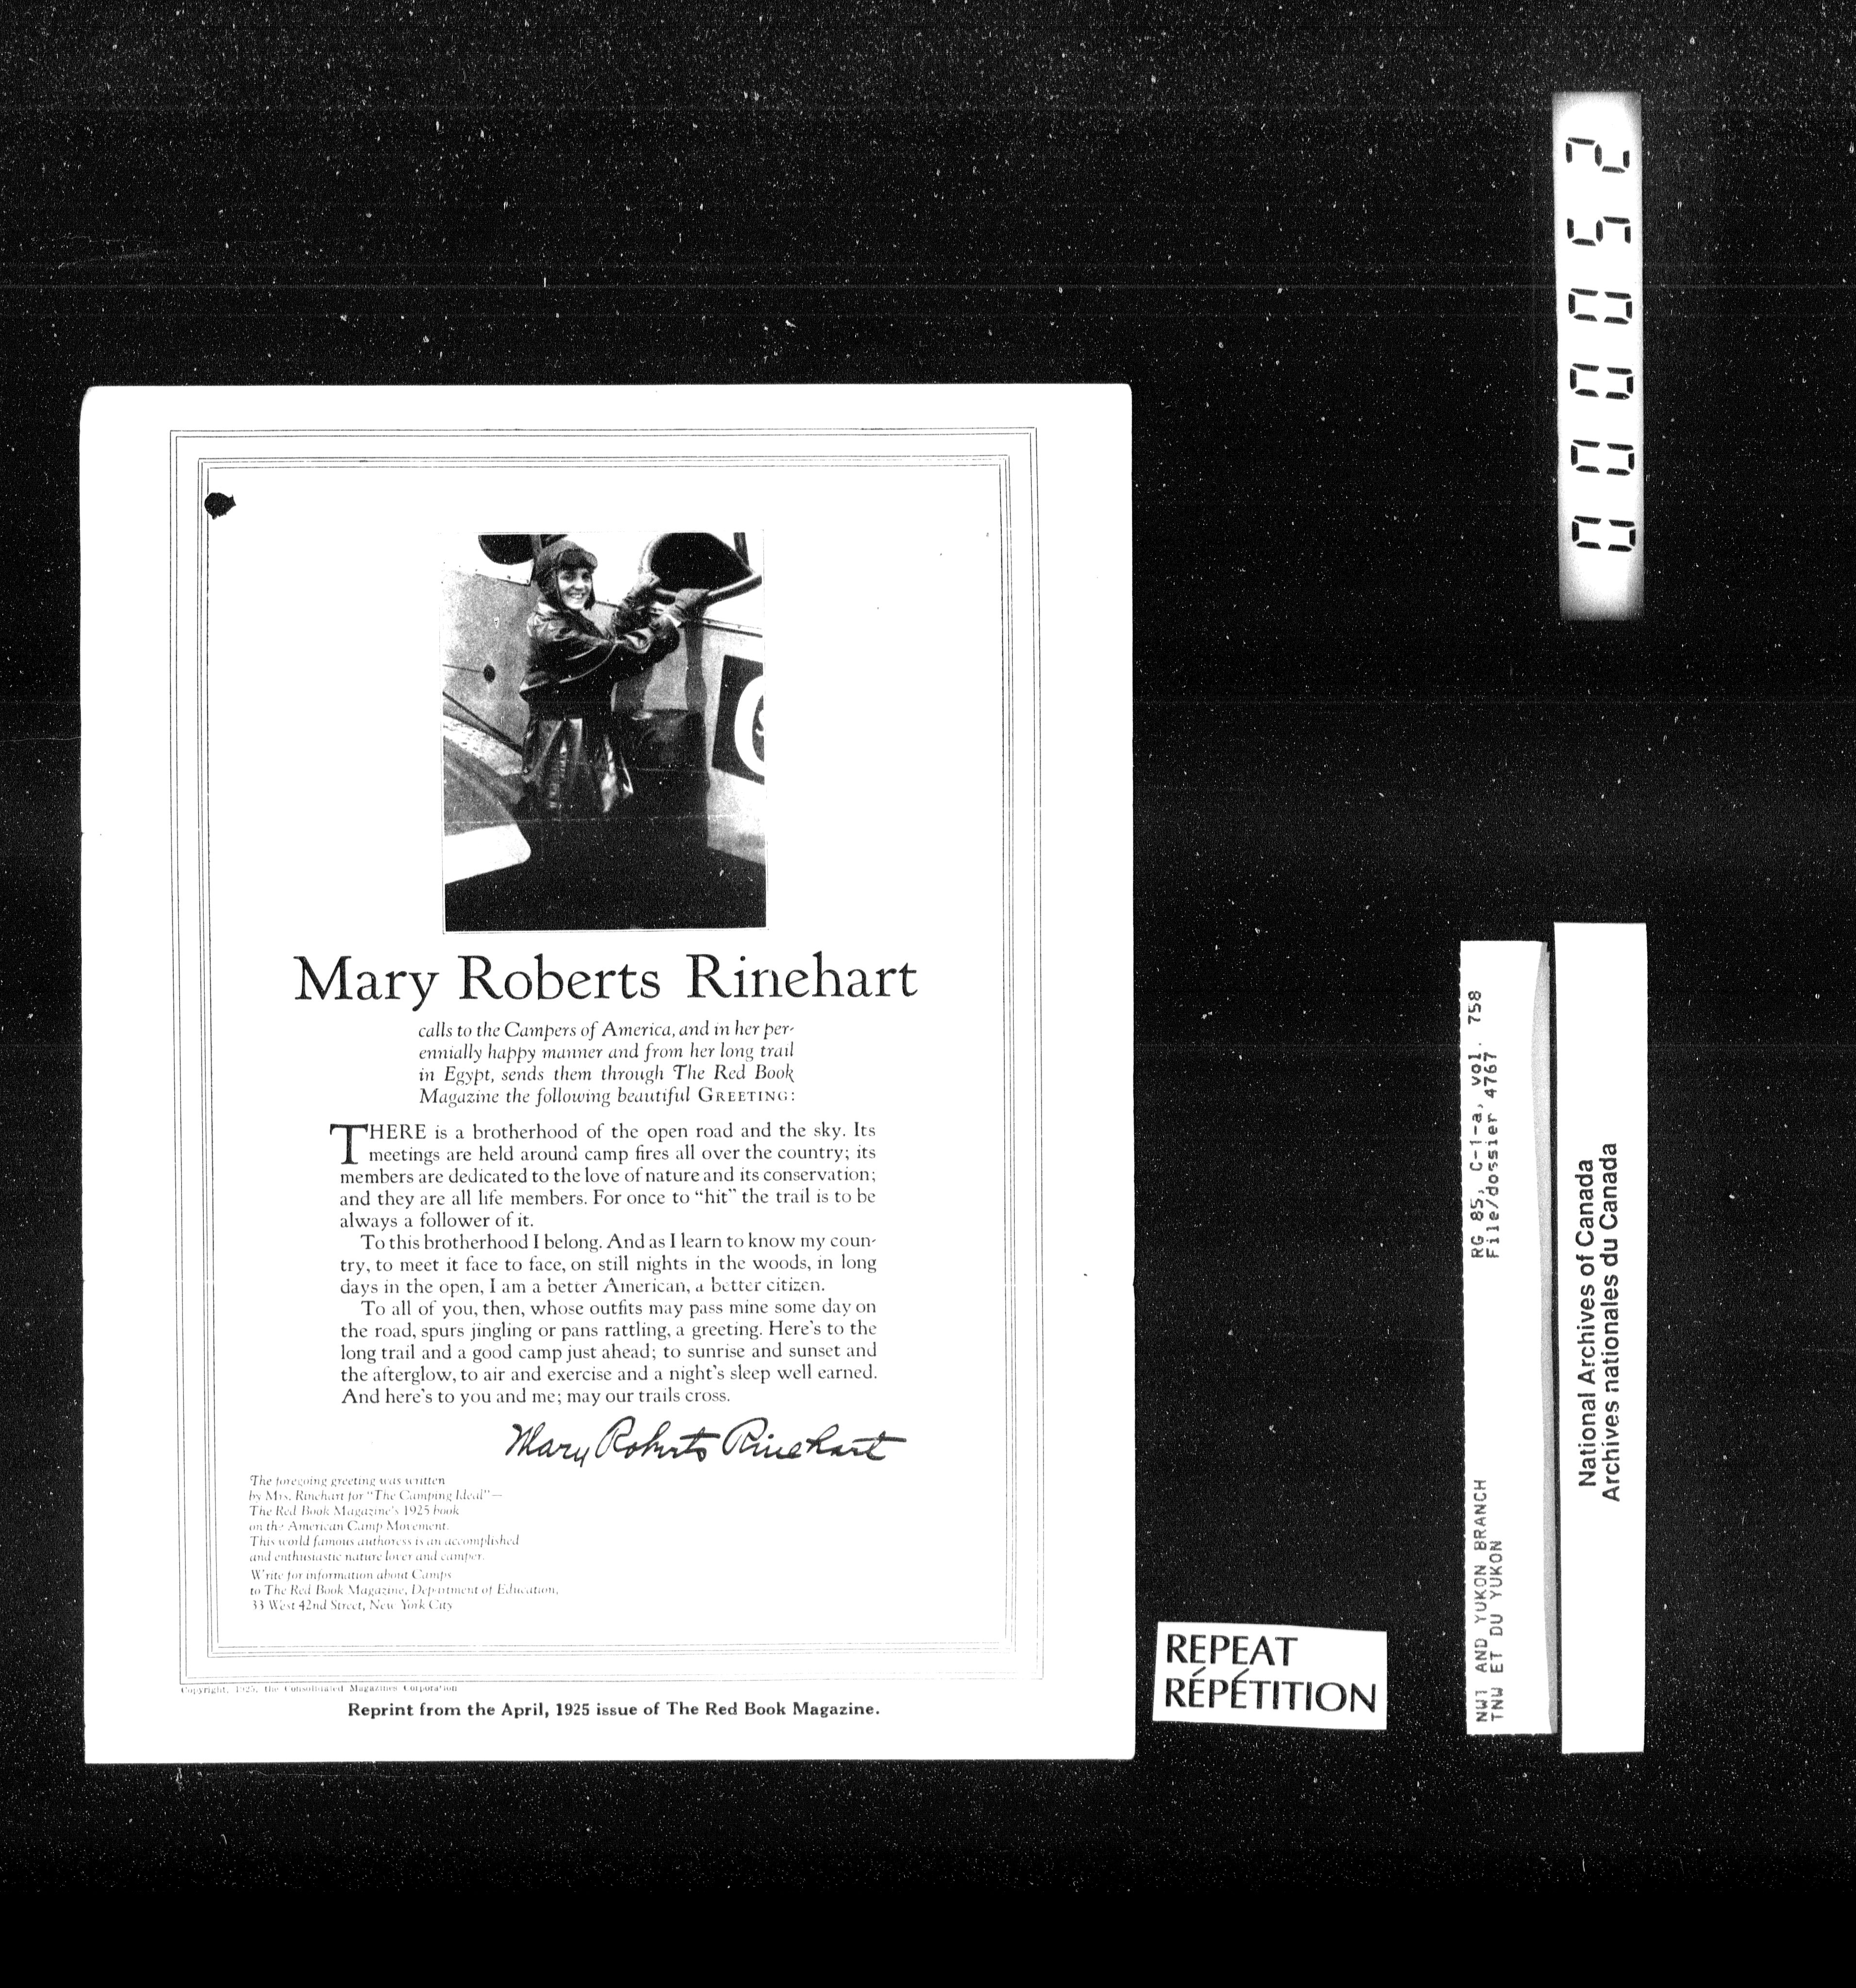 Mary Roberts Rinehart
calls to the Campers of America, and in her per-
ennially happy manner and from her long trail
in Egypt, sends them through The Red Book
Magazine the following beautiful GREETING:
THERE is a brotherhood of the open road and the sky. Its
meetings are held around camp fires all over the country; its
members are dedicated to the love of nature and its conservation;
and they are all life members. For once to "hit" the trail is to be
always a follower of it.
To this brotherhood I belong. And as I learn to know my coun-
try, to meet it face to face, on still nights in the woods, in long
days in the open, I am a better American, a better citizen.
To all of you, then, whose outfits may pass mine some day on
the road, spurs jingling or pans rattling, a greeting. Here's to the
long trail and a good camp just ahead; to sunrise and sunset and
the afterglow, to air and exercise and a night's sleep well earned.
And here's to you and me; may our trails cross.
Mary Roberts Rinehart
The foregoing greeting was written
by Mrs. Rinehart for "The Camping Ideal"—
The Red Book Magazine's 1925 book
on the American Camp Movement.
This world famous authoress is an accomplished
and enthusiastic nature lover and camper.
Write for information about Camps
to The Red Book Magazine, Department of Education,
33 West 42nd Street, New York City
Copyright, 1925, the Consolidated Magazines Corporation
Reprint from the April, 1925 issue of The Red Book Magazine.
REPEAT
RÉPÉTITION
NWT AND YUKON BRANCH
TNW ET DU YUKON
RG 85, C-1-a, vol. 758
File/dossier 4767
National Archives of Canada
Archives nationales du Canada
000052